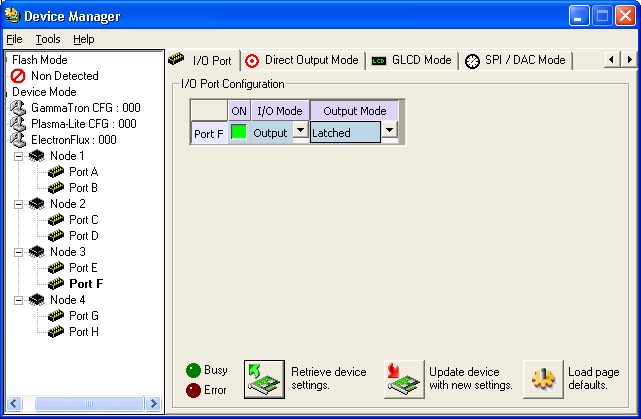 Device Manager
File Tools Help
Flash Mode
Non Detected
Device Mode
GammaTron CFG : 000
Plasma-Lite CFG : 000
ElectronFlux : 000
Node 1
Port A
Port B
Node 2
Port C
Port D
Node 3
Port E
Port F
Node 4
Port G
Port H
I/O Port Direct Output Mode LCD GLCD Mode SPI / DAC Mode
I/O Port Configuration
ON I/O Mode Output Mode
Port F Output Latched
Busy
Error
Retrieve device
settings.
Update device
with new settings.
Load page
defaults.